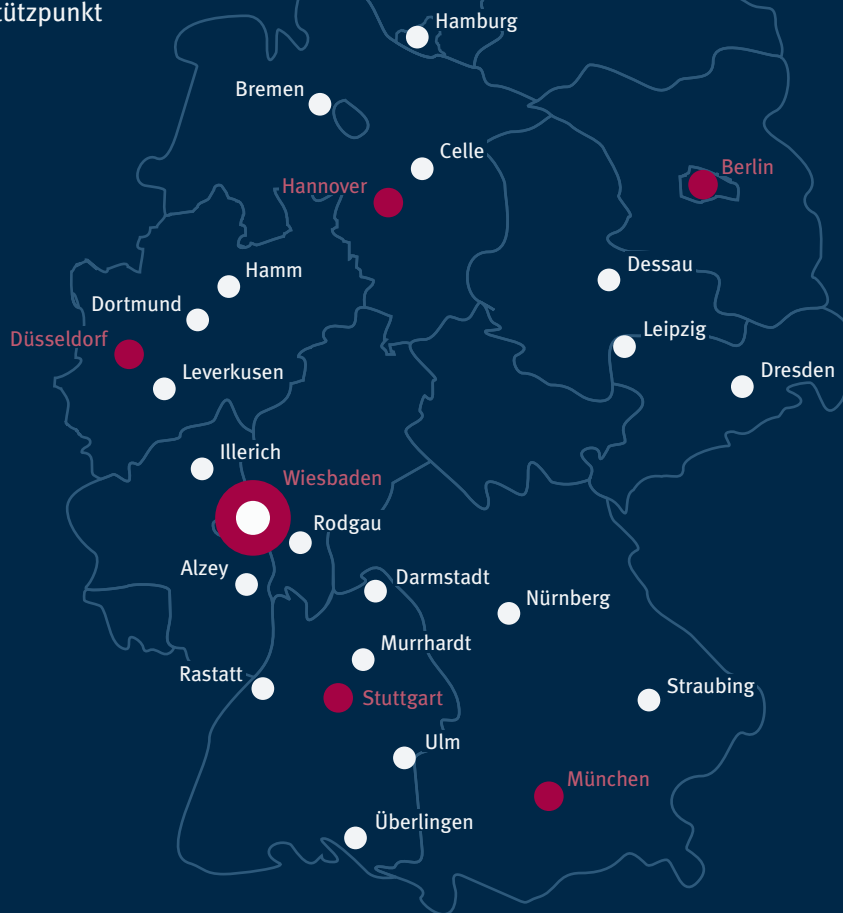 tützpunkt
Hamburg
Bremen
Celle
Hannover
Berlin
Hamm
Dessau
Dortmund
Leipzig
Düsseldorf
Leverkusen
Dresden
Illerich
Wiesbaden
Rodgau
Alzey
Darmstadt
Nürnberg
Murrhardt
Rastatt
Straubing
Stuttgart
Ulm
München
Überlingen